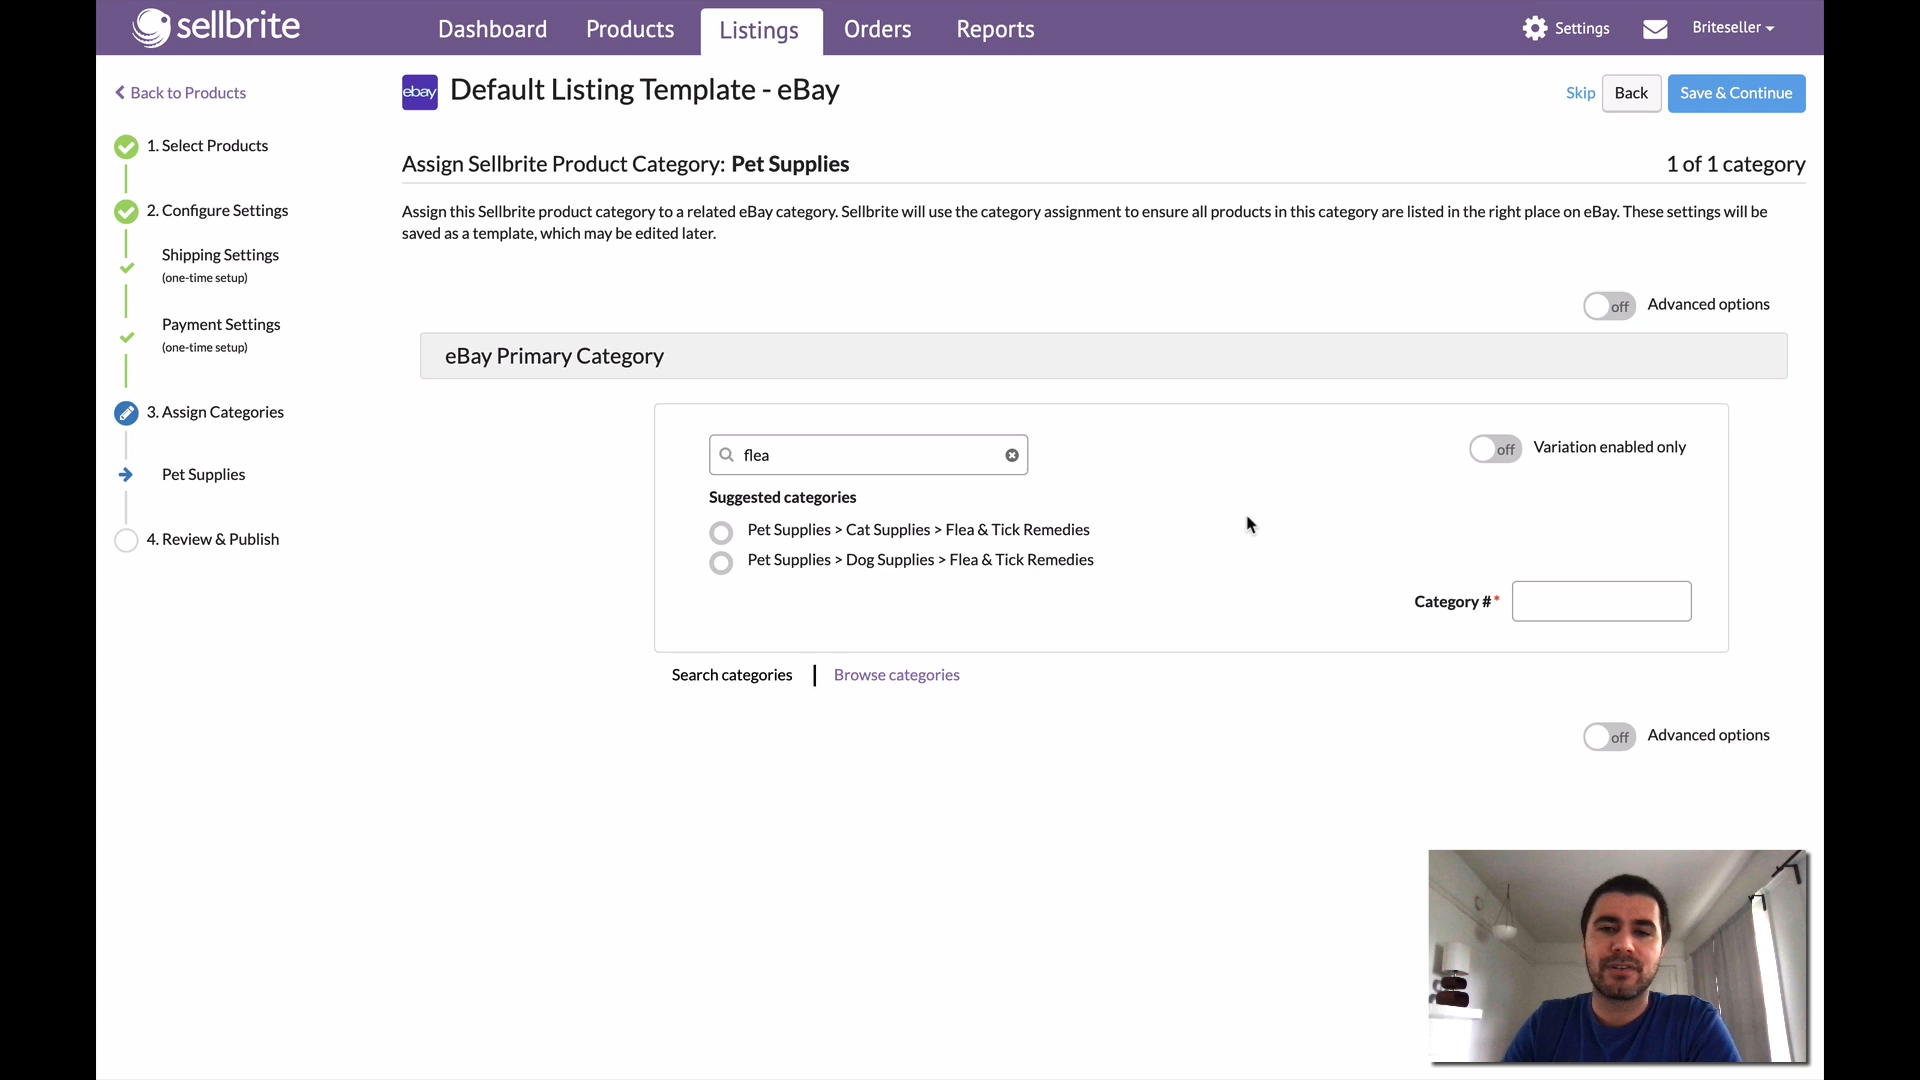 sellbrite
Dashboard
Products
Listings
Orders
Reports
Settings
Briteseller
Back to Products
ebay
Default Listing Template - eBay
Skip
Back
Save & Continue
1. Select Products
2. Configure Settings
Shipping Settings
(one-time setup)
Payment Settings
(one-time setup)
3. Assign Categories
Pet Supplies
4. Review & Publish
Assign Sellbrite Product Category: Pet Supplies
1 of 1 category
Assign this Sellbrite product category to a related eBay category. Sellbrite will use the category assignment to ensure all products in this category are listed in the right place on eBay. These settings will be
saved as a template, which may be edited later.
off
Advanced options
eBay Primary Category
flea
off
Variation enabled only
Suggested categories
Pet Supplies > Cat Supplies > Flea & Tick Remedies
Pet Supplies > Dog Supplies > Flea & Tick Remedies
Category #*
Search categories
Browse categories
off
Advanced options